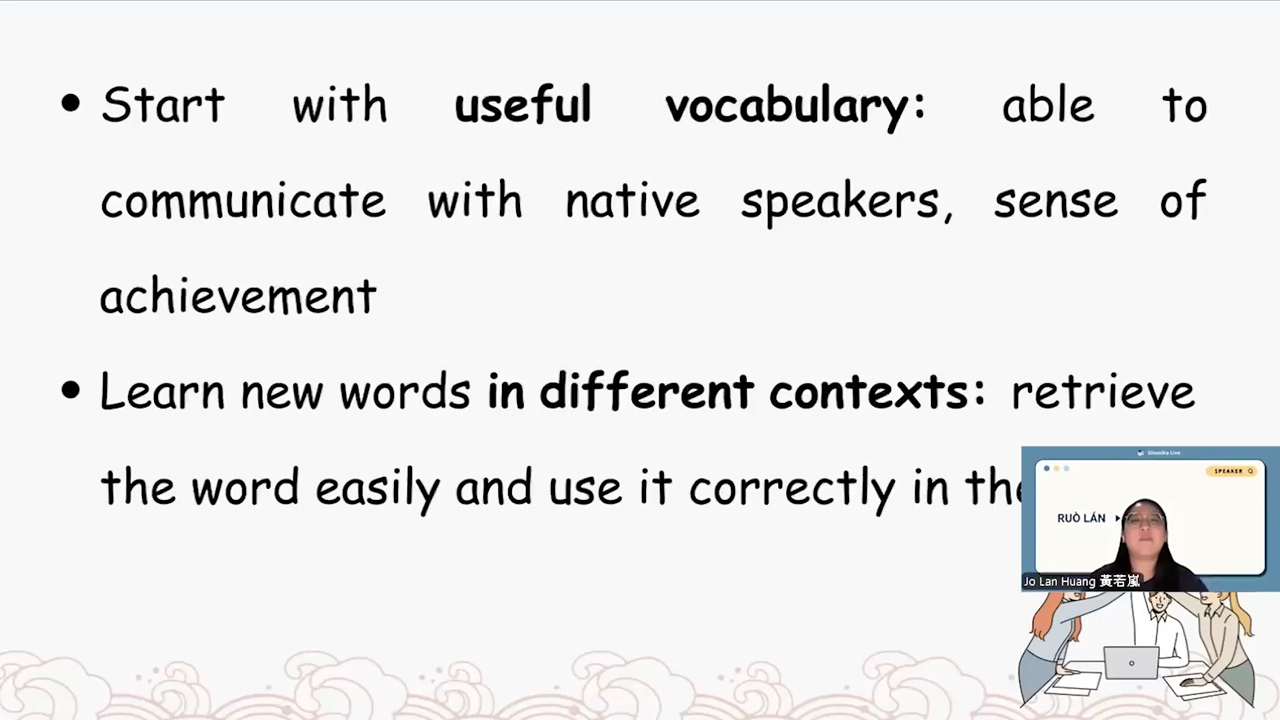 • Start with useful vocabulary: able to
communicate with native speakers, sense of
achievement
• Learn new words in different contexts: retrieve
the word easily and use it correctly in the
Sinosika Live
SPEAKER
RUÒ LÁN
Jo Lan Huang 黃若嵐